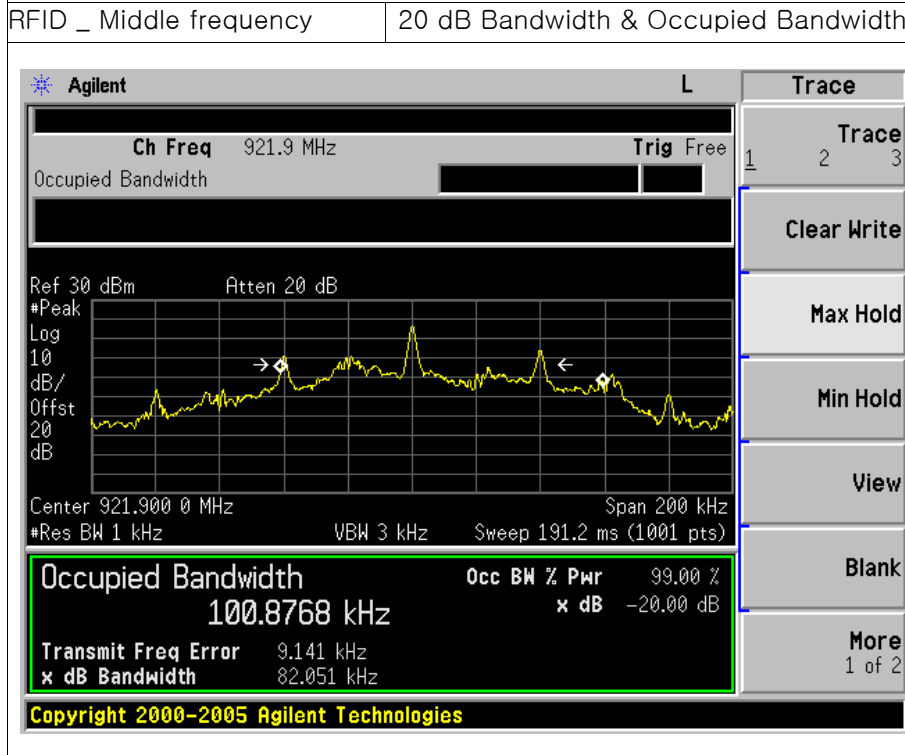 RFID _ Middle frequency
20 dB Bandwidth & Occupied Bandwidth
Agilent
L
Trace
Ch Freq 921.9 MHz
Trig Free
Occupied Bandwidth
Trace
1 2 3
Clear Write
Max Hold
Min Hold
View
Blank
More
1 of 2
Ref 30 dBm
Atten 20 dB
#Peak
Log
10
dB/
Offst
20
dB
Center 921.900 0 MHz
Span 200 kHz
#Res BW 1 kHz
VBW 3 kHz
Sweep 191.2 ms (1001 pts)
Occupied Bandwidth
100.8768 kHz
Occ BW % Pwr 99.00 %
x dB -20.00 dB
Transmit Freq Error 9.141 kHz
x dB Bandwidth 82.051 kHz
Copyright 2000-2005 Agilent Technologies